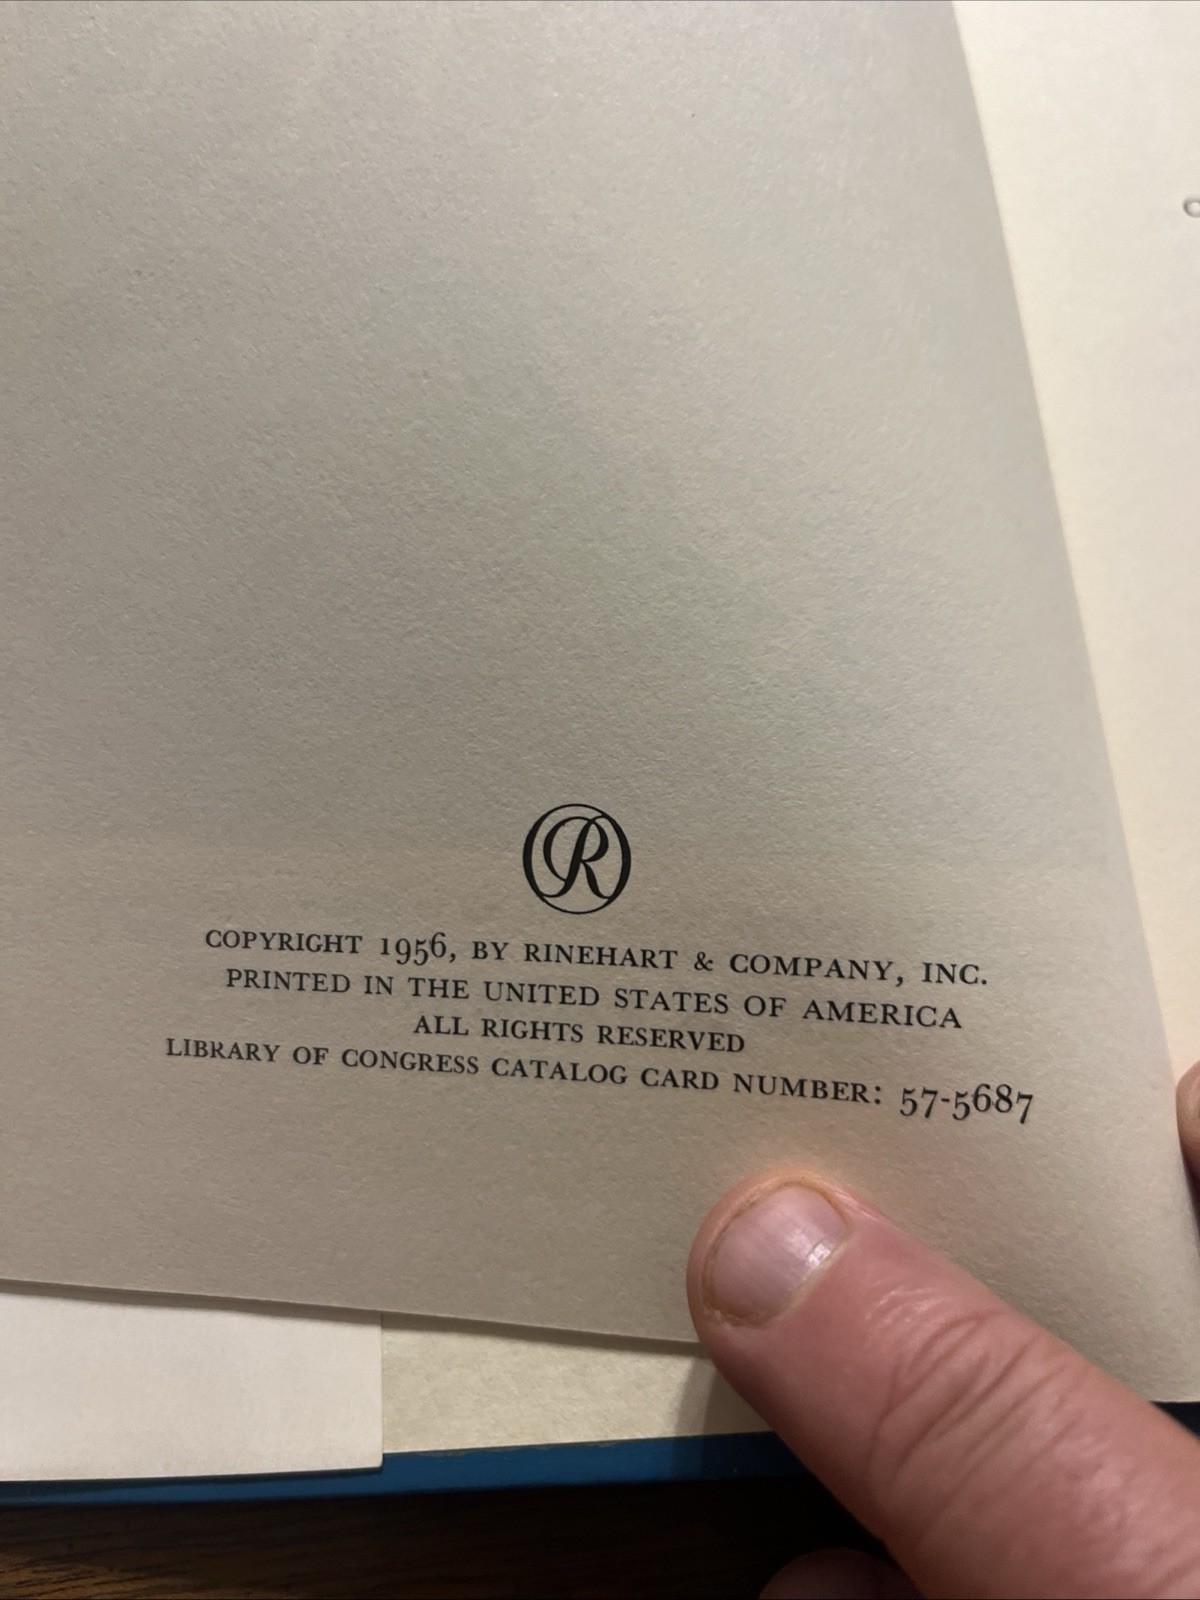 R
COPYRIGHT 1956, BY RINEHART & COMPANY, INC.
PRINTED IN THE UNITED STATES OF AMERICA
ALL RIGHTS RESERVED
LIBRARY OF CONGRESS CATALOG CARD NUMBER: 57-5687